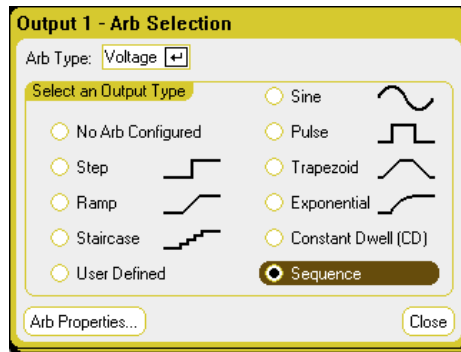 Output 1 - Arb Selection
Arb Type: Voltage
Select an Output Type
No Arb Configured
Step
Ramp
Staircase
User Defined
Sine
Pulse
Trapezoid
Exponential
Constant Dwell (CD)
Sequence
Arb Properties...
Close